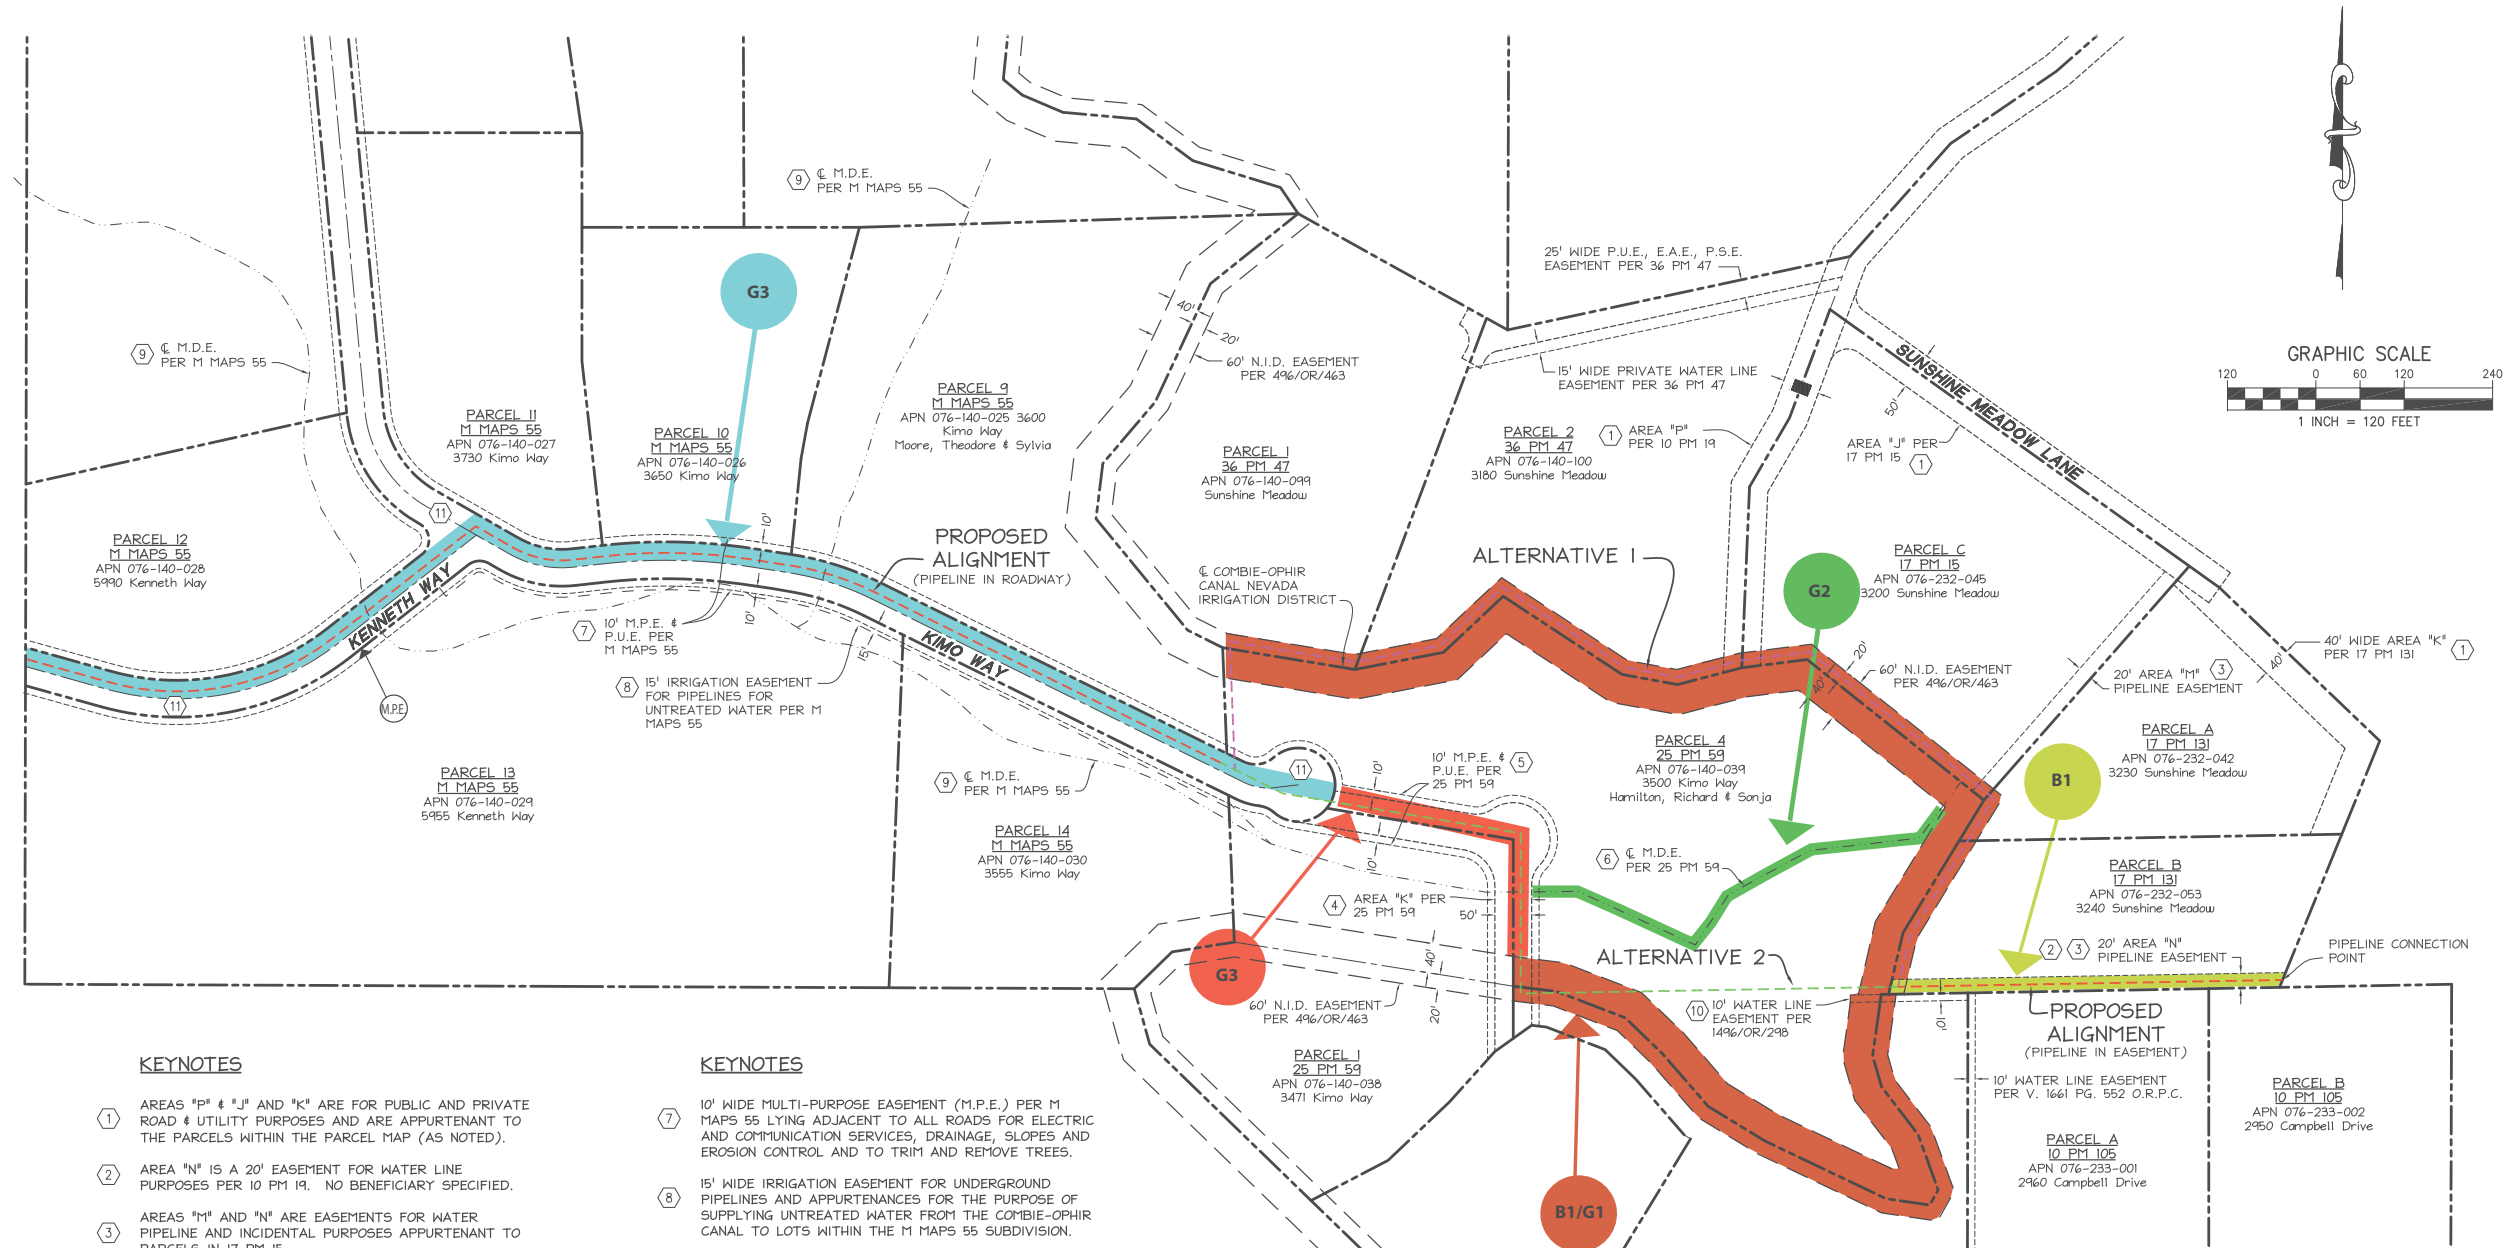 9
℄ M.D.E.
PER M MAPS 55
G3
25' WIDE P.U.E., E.A.E., P.S.E.
EASEMENT PER 36 PM 47
40'
20'
60' N.I.D. EASEMENT
PER 496/OR/463
15' WIDE PRIVATE WATER LINE
EASEMENT PER 36 PM 47
SUNSHINE MEADOW LANE
50'
GRAPHIC SCALE
120 0 60 120 240
1 INCH = 120 FEET
9
℄ M.D.E.
PER M MAPS 55
PARCEL 11
M MAPS 55
APN 076-140-027
3730 Kimo Way
PARCEL 10
M MAPS 55
APN 076-140-026
3650 Kimo Way
PARCEL 9
M MAPS 55
APN 076-140-025 3600
Kimo Way
Moore, Theodore & Sylvia
PARCEL 1
36 PM 47
APN 076-140-099
Sunshine Meadow
PARCEL 2
36 PM 47
APN 076-140-100
3180 Sunshine Meadow
1
AREA "P"
PER 10 PM 19
AREA "J" PER
17 PM 15
1
11
PARCEL 12
M MAPS 55
APN 076-140-028
5990 Kenneth Way
KENNETH WAY
10'
10'
PROPOSED
ALIGNMENT
(PIPELINE IN ROADWAY)
℄ COMBIE-OPHIR
CANAL NEVADA
IRRIGATION DISTRICT
ALTERNATIVE 1
G2
PARCEL C
17 PM 15
APN 076-232-045
3200 Sunshine Meadow
7
10' M.P.E. &
P.U.E. PER
M MAPS 55
15'
KIMO WAY
8
15' IRRIGATION EASEMENT
FOR PIPELINES FOR
UNTREATED WATER PER M
MAPS 55
11
M.P.E.
20'
40'
60' N.I.D. EASEMENT
PER 496/OR/463
20' AREA "M"
PIPELINE EASEMENT
3
40'
40' WIDE AREA "K"
PER 17 PM 131
1
PARCEL 13
M MAPS 55
APN 076-140-029
5955 Kenneth Way
9
℄ M.D.E.
PER M MAPS 55
11
10'
10'
10' M.P.E. &
P.U.E. PER
25 PM 59
5
PARCEL 4
25 PM 59
APN 076-140-039
3500 Kimo Way
Hamilton, Richard & Sonja
PARCEL A
17 PM 131
APN 076-232-042
3230 Sunshine Meadow
B1
PARCEL 14
M MAPS 55
APN 076-140-030
3555 Kimo Way
6
℄ M.D.E.
PER 25 PM 59
PARCEL B
17 PM 131
APN 076-232-053
3240 Sunshine Meadow
4
AREA "K" PER
25 PM 59
50'
40'
20'
G3
60' N.I.D. EASEMENT
PER 496/OR/463
ALTERNATIVE 2
2
3
20' AREA "N"
PIPELINE EASEMENT
PIPELINE CONNECTION
POINT
10
10' WATER LINE
EASEMENT PER
1496/OR/298
10'
PROPOSED
ALIGNMENT
(PIPELINE IN EASEMENT)
10' WATER LINE EASEMENT
PER V. 1661 PG. 552 O.R.P.C.
PARCEL 1
25 PM 59
APN 076-140-038
3471 Kimo Way
PARCEL B
10 PM 105
APN 076-233-002
2950 Campbell Drive
PARCEL A
10 PM 105
APN 076-233-001
2960 Campbell Drive
B1/G1
KEYNOTES
1
AREAS "P" & "J" AND "K" ARE FOR PUBLIC AND PRIVATE
ROAD & UTILITY PURPOSES AND ARE APPURTENANT TO
THE PARCELS WITHIN THE PARCEL MAP (AS NOTED).
2
AREA "N" IS A 20' EASEMENT FOR WATER LINE
PURPOSES PER 10 PM 19. NO BENEFICIARY SPECIFIED.
3
AREAS "M" AND "N" ARE EASEMENTS FOR WATER
PIPELINE AND INCIDENTAL PURPOSES APPURTENANT TO
PARCELS IN 17 PM 15
KEYNOTES
7
10' WIDE MULTI-PURPOSE EASEMENT (M.P.E.) PER M
MAPS 55 LYING ADJACENT TO ALL ROADS FOR ELECTRIC
AND COMMUNICATION SERVICES, DRAINAGE, SLOPES AND
EROSION CONTROL AND TO TRIM AND REMOVE TREES.
8
15' WIDE IRRIGATION EASEMENT FOR UNDERGROUND
PIPELINES AND APPURTENANCES FOR THE PURPOSE OF
SUPPLYING UNTREATED WATER FROM THE COMBIE-OPHIR
CANAL TO LOTS WITHIN THE M MAPS 55 SUBDIVISION.